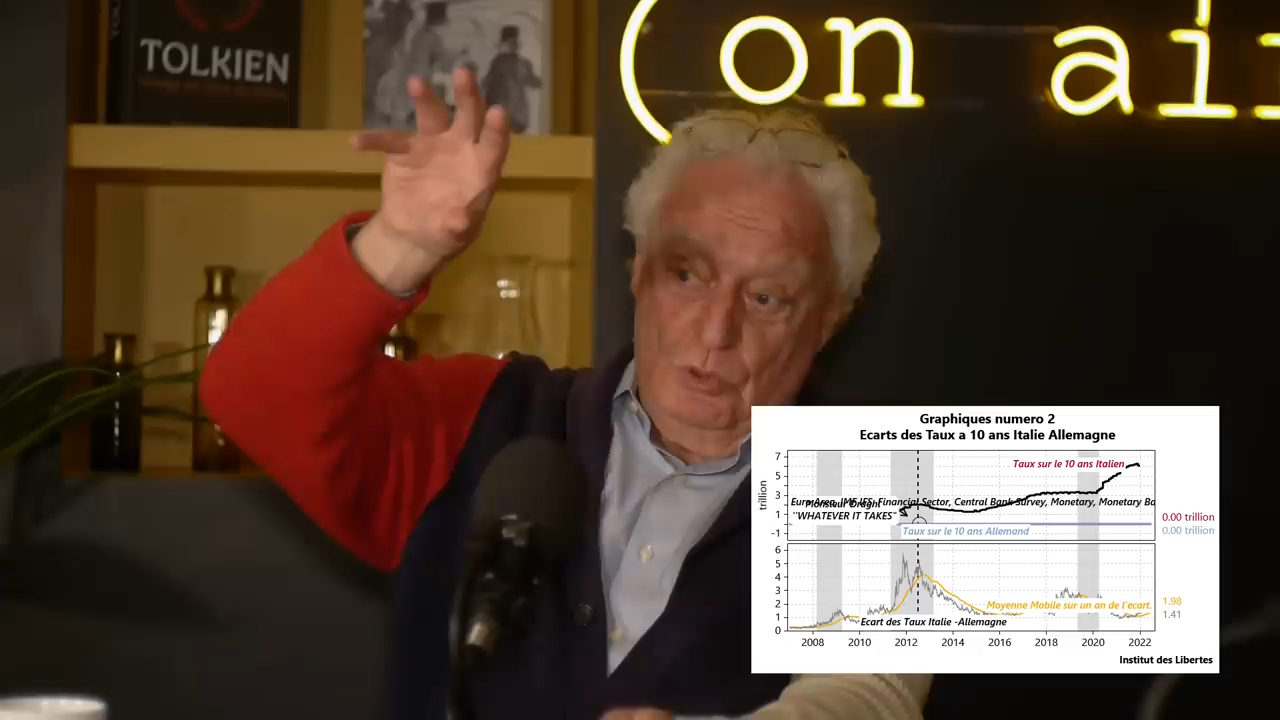 TOLKIEN
(on ai
Graphiques numero 2
Ecarts des Taux a 10 ans Italie Allemagne
7
5
3
1
-1
trillion
Taux sur le 10 ans Italien
Euro Area, IMF IFS, Financial Sector, Central Bank Survey, Monetary, Monetary Ba
Monsieur Draghi
"WHATEVER IT TAKES"
Taux sur le 10 ans Allemand
0.00 trillion
0.00 trillion
6
5
4
3
2
1
0
Moyenne Mobile sur un an de l'ecart.
1.98
1.41
Ecart des Taux Italie -Allemagne
2008 2010 2012 2014 2016 2018 2020 2022
Institut des Libertes